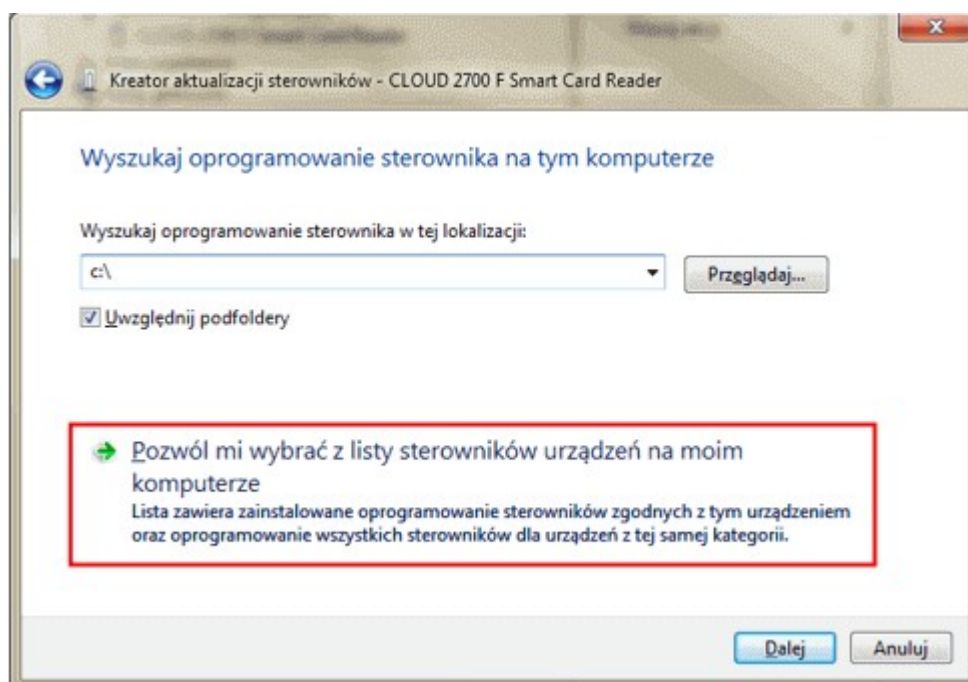 Kreator aktualizacji sterowników - CLOUD 2700 F Smart Card Reader
Wyszukaj oprogramowanie sterownika na tym komputerze
Wyszukaj oprogramowanie sterownika w tej lokalizacji:
c:\
Przeglądaj...
Uwzględnij podfoldery
Pozwól mi wybrać z listy sterowników urządzeń na moim
komputerze
Lista zawiera zainstalowane oprogramowanie sterowników zgodnych z tym urządzeniem
oraz oprogramowanie wszystkich sterowników dla urządzeń z tej samej kategorii.
Dalej
Anuluj